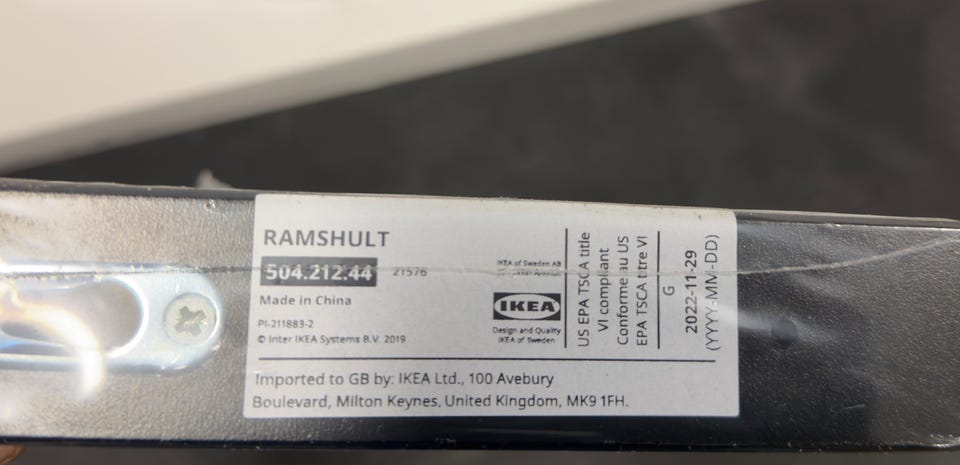 RAMSHULT
504.212.44 21576
Made in China
PI-211883-2
© Inter IKEA Systems B.V. 2019
IKEA of Sweden AB
IKEA
Design and Quality
IKEA of Sweden
US EPA TSCA title
VI compliant
Conforme au US
EPA TSCA titre VI
G
2022-11-29
(YYYY-MM-DD)
Imported to GB by: IKEA Ltd., 100 Avebury
Boulevard, Milton Keynes, United Kingdom, MK9 1FH.